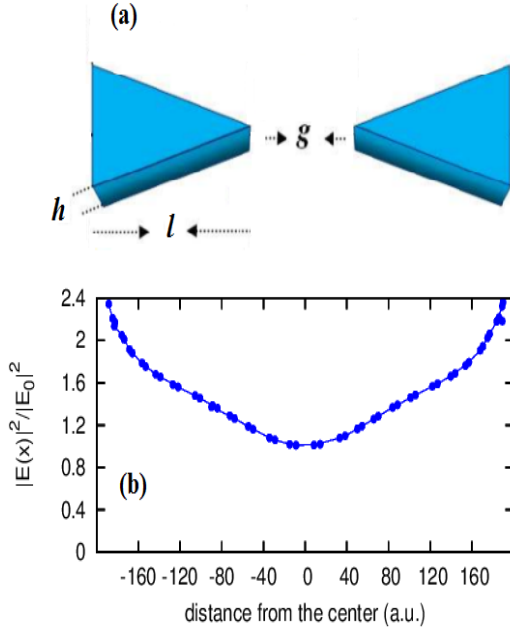 (a)
g
h
l
2.4
2
1.6
1.2
0.8
0.4
0
|E(x)|²/|E₀|²
(b)
-160 -120 -80 -40 0 40 80 120 160
distance from the center (a.u.)